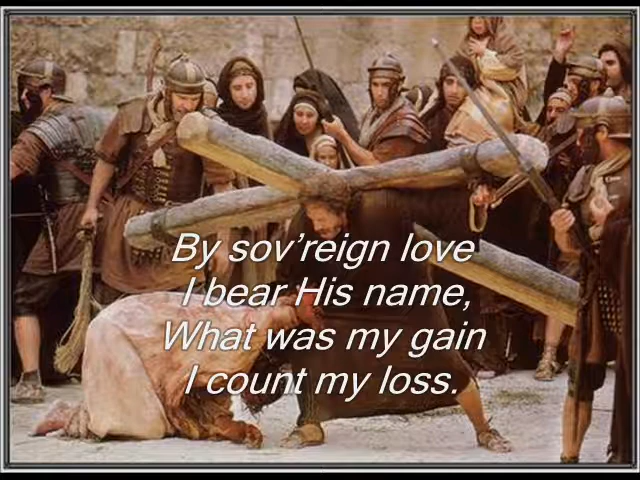 By sov’reign love
I bear His name,
What was my gain
I count my loss.